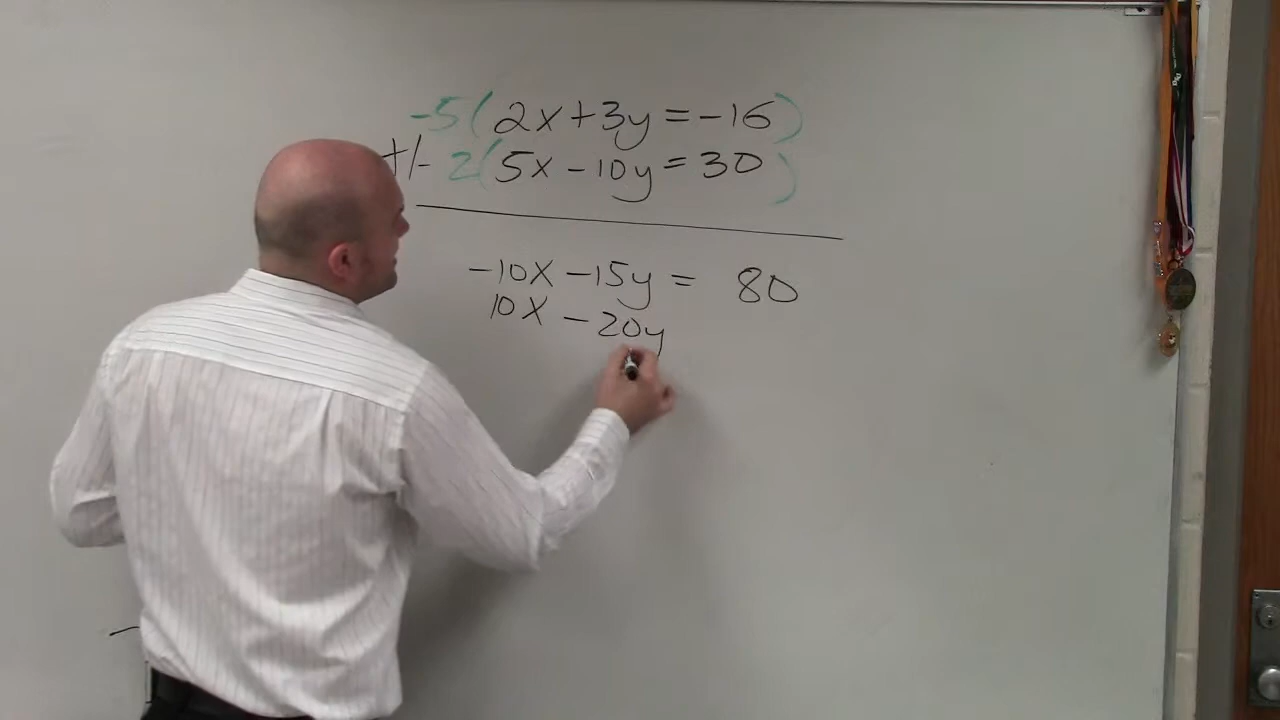 -5(2x+3y=-16)
+/- 2(5x-10y=30)
-10x-15y= 80
10x-20y